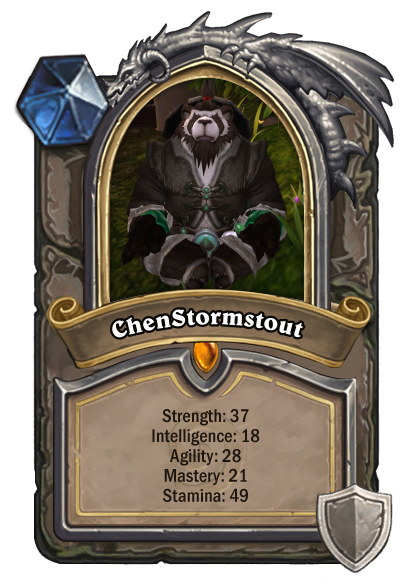 ChenStormstout
Strength: 37
Intelligence: 18
Agility: 28
Mastery: 21
Stamina: 49